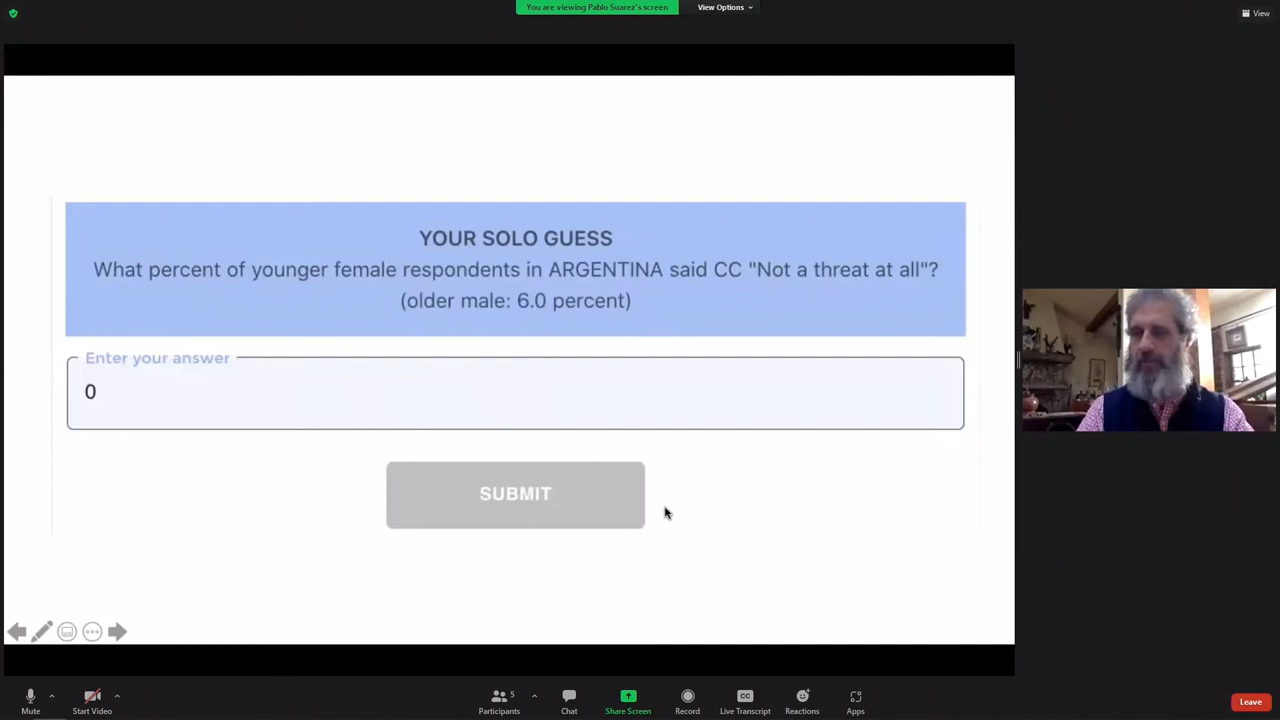 You are viewing Pablo Suarez's screen
View Options
View
YOUR SOLO GUESS
What percent of younger female respondents in ARGENTINA said CC "Not a threat at all"?
(older male: 6.0 percent)
Enter your answer
0
SUBMIT
Mute
Start Video
5
Participants
Chat
Share Screen
Record
CC
Live Transcript
Reactions
Apps
Leave